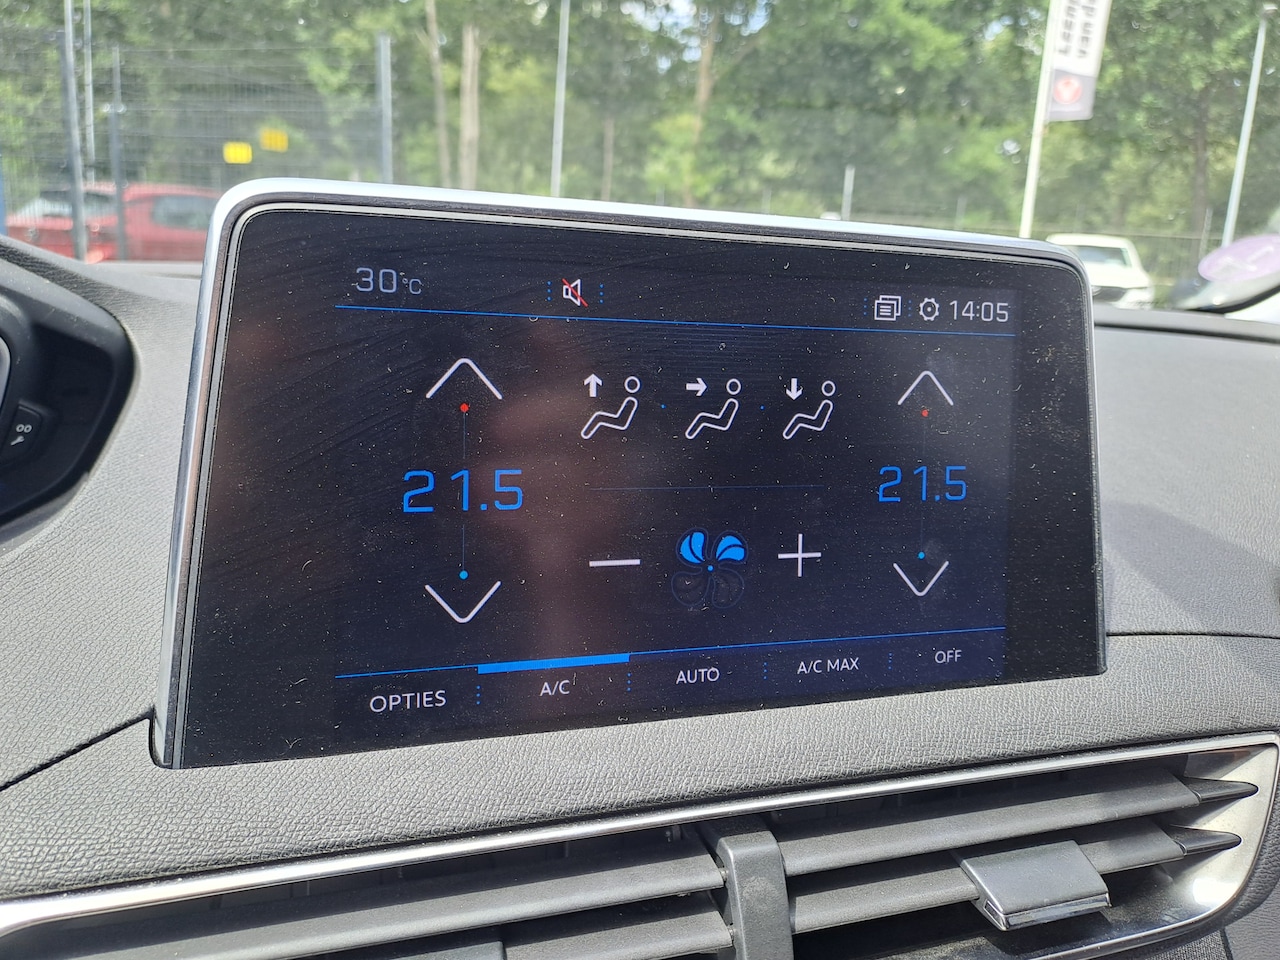 30°C
14:05
21.5
21.5
OPTIES
A/C
AUTO
A/C MAX
OFF